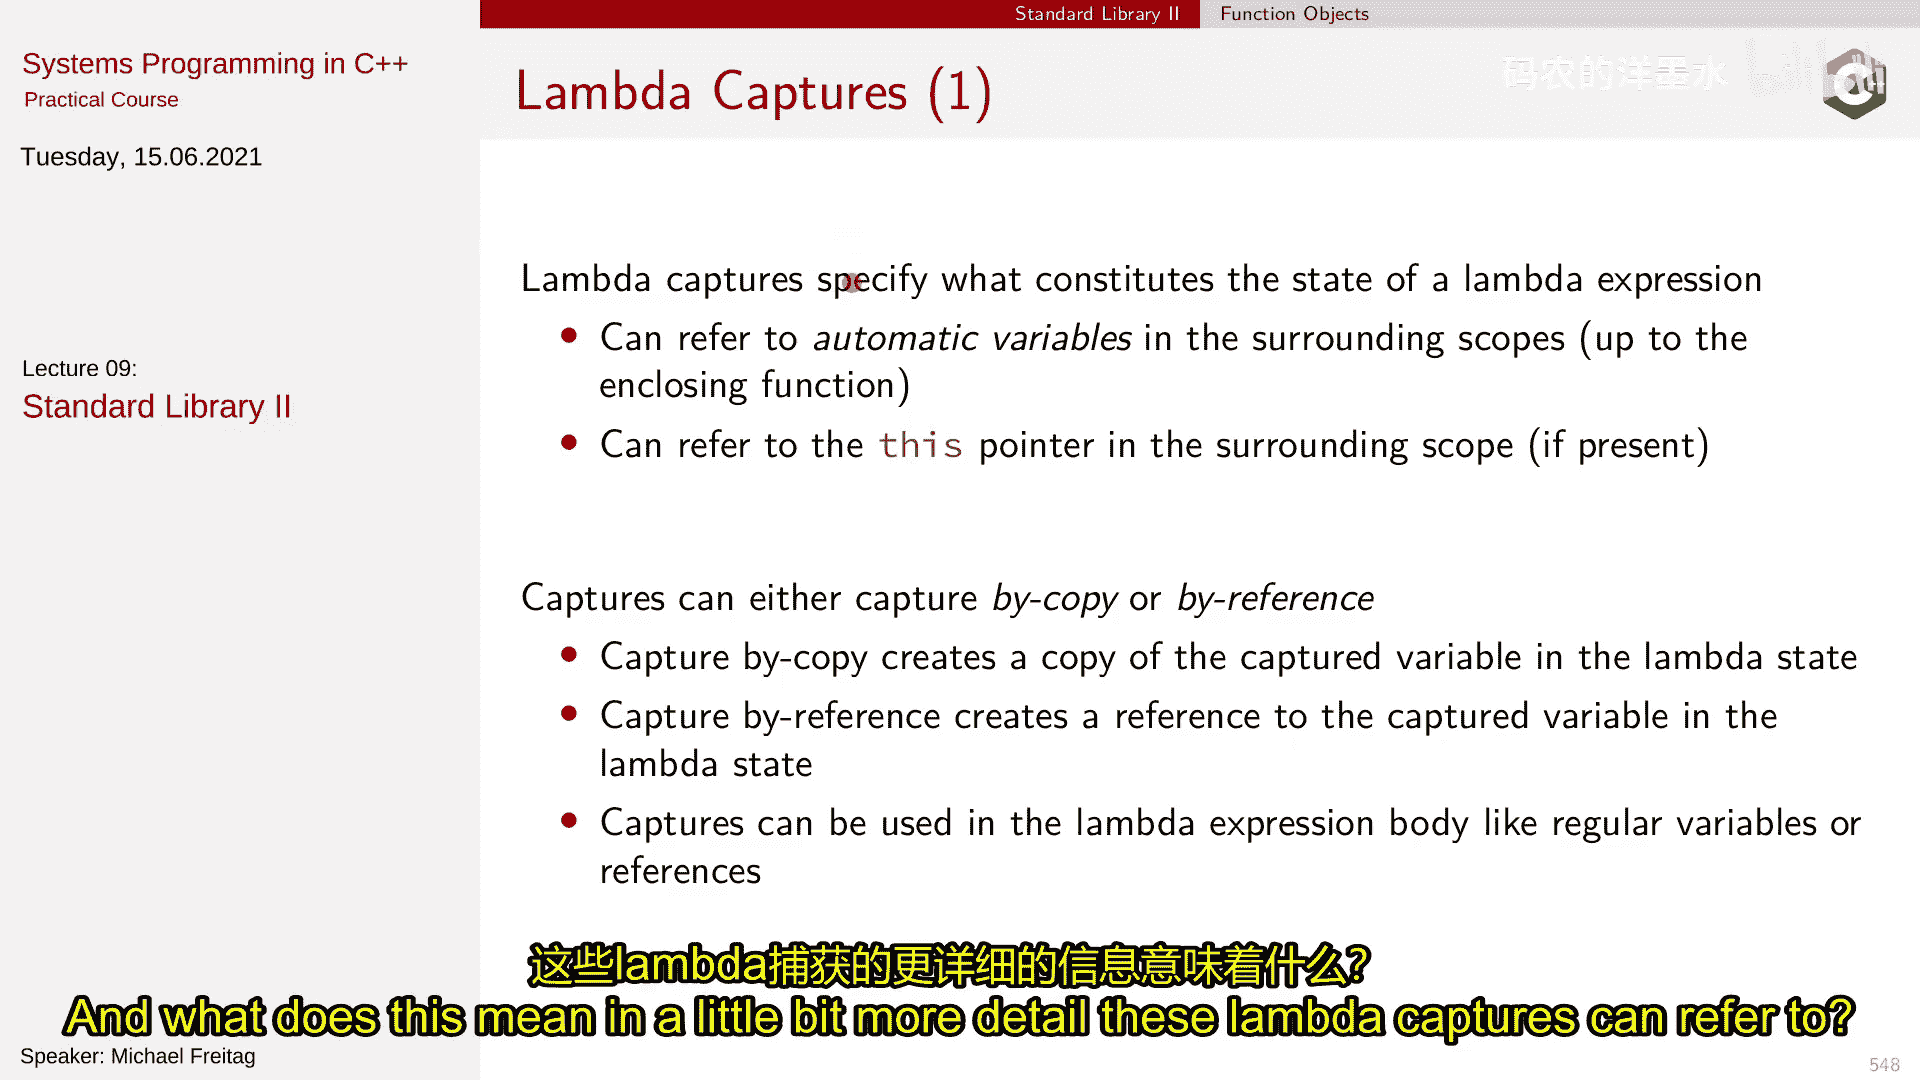 Standard Library II
Function Objects
Systems Programming in C++
Practical Course
Tuesday, 15.06.2021
Lambda Captures (1)
码农的洋墨水
Lambda captures specify what constitutes the state of a lambda expression
Can refer to automatic variables in the surrounding scopes (up to the
enclosing function)
Can refer to the this pointer in the surrounding scope (if present)
Lecture 09:
Standard Library II
Captures can either capture by-copy or by-reference
Capture by-copy creates a copy of the captured variable in the lambda state
Capture by-reference creates a reference to the captured variable in the
lambda state
Captures can be used in the lambda expression body like regular variables or
references
这些lambda捕获的更详细的信息意味着什么?
And what does this mean in a little bit more detail these lambda captures can refer to?
Speaker: Michael Freitag
548